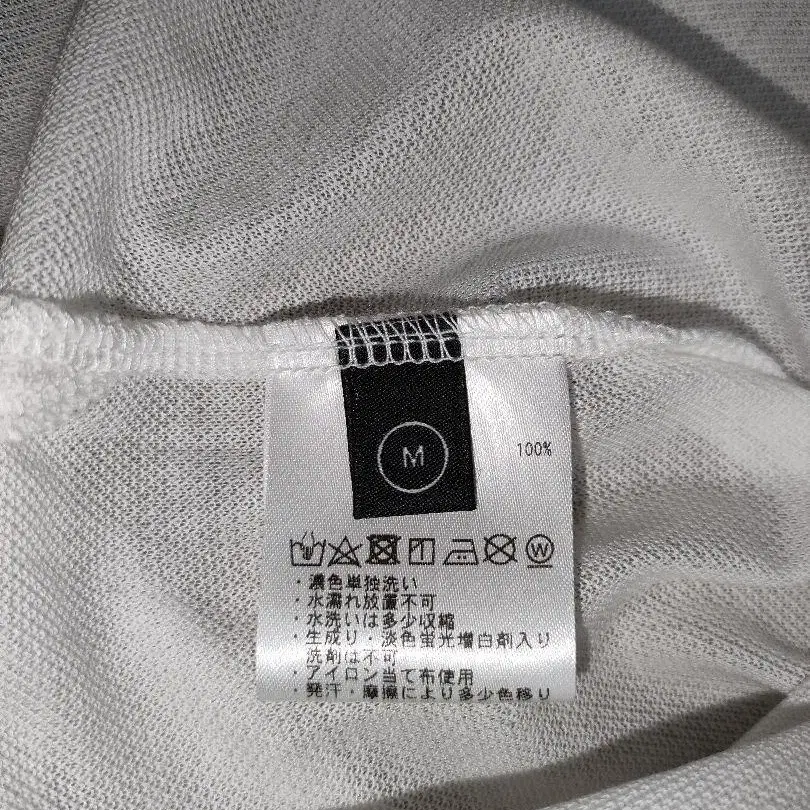 M
100%
W
・濃色単独洗い
・水濡れ放置不可
・水洗いは多少収縮
・生成り・淡色蛍光増白剤入り
洗剤は不可
・アイロン当て布使用
・発汗・摩擦により多少色移り